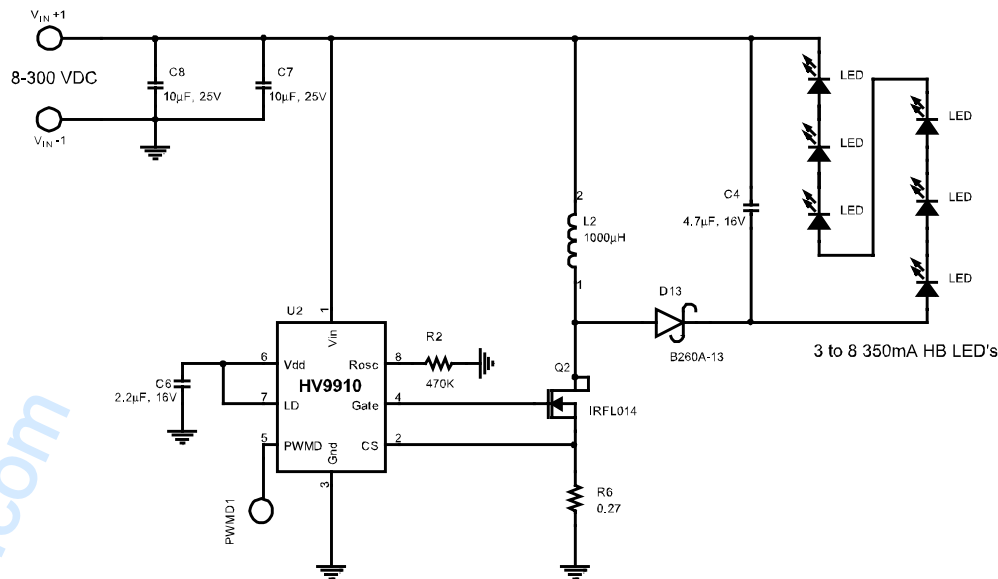 VIN +1
8-300 VDC
VIN -1
C8
10µF, 25V
C7
10µF, 25V
LED
LED
LED
LED
LED
LED
C4
4.7µF, 16V
2
L2
1000µH
1
D13
B260A-13
3 to 8 350mA HB LED's
U2
1
Vin
R2
470K
6
Vdd
Rosc
8
HV9910
C6
2.2µF, 16V
7
LD
Gate
4
Q2
IRFL014
5
PWMD
Gnd
CS
2
3
PWMD1
R6
0.27
.com